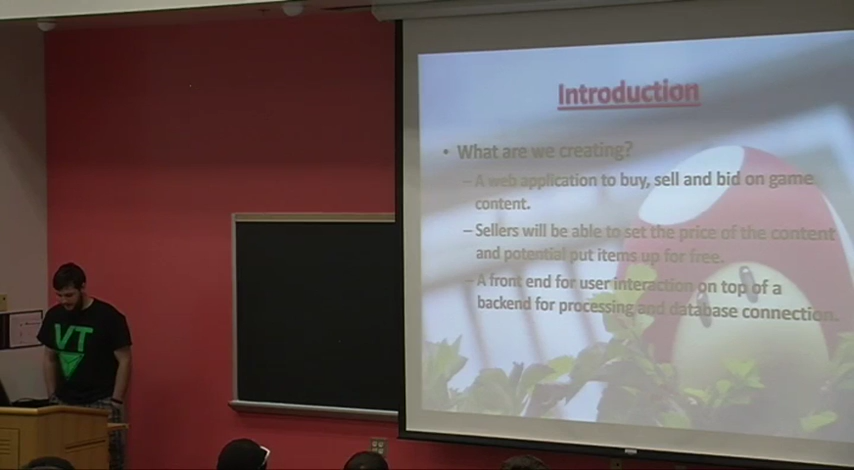 Introduction
• What are we creating?
– A web application to buy, sell and bid on game
content.
– Sellers will be able to set the price of the content
and potential put items up for free.
– A front end for user interaction on top of a
backend for processing and database connection.
VT